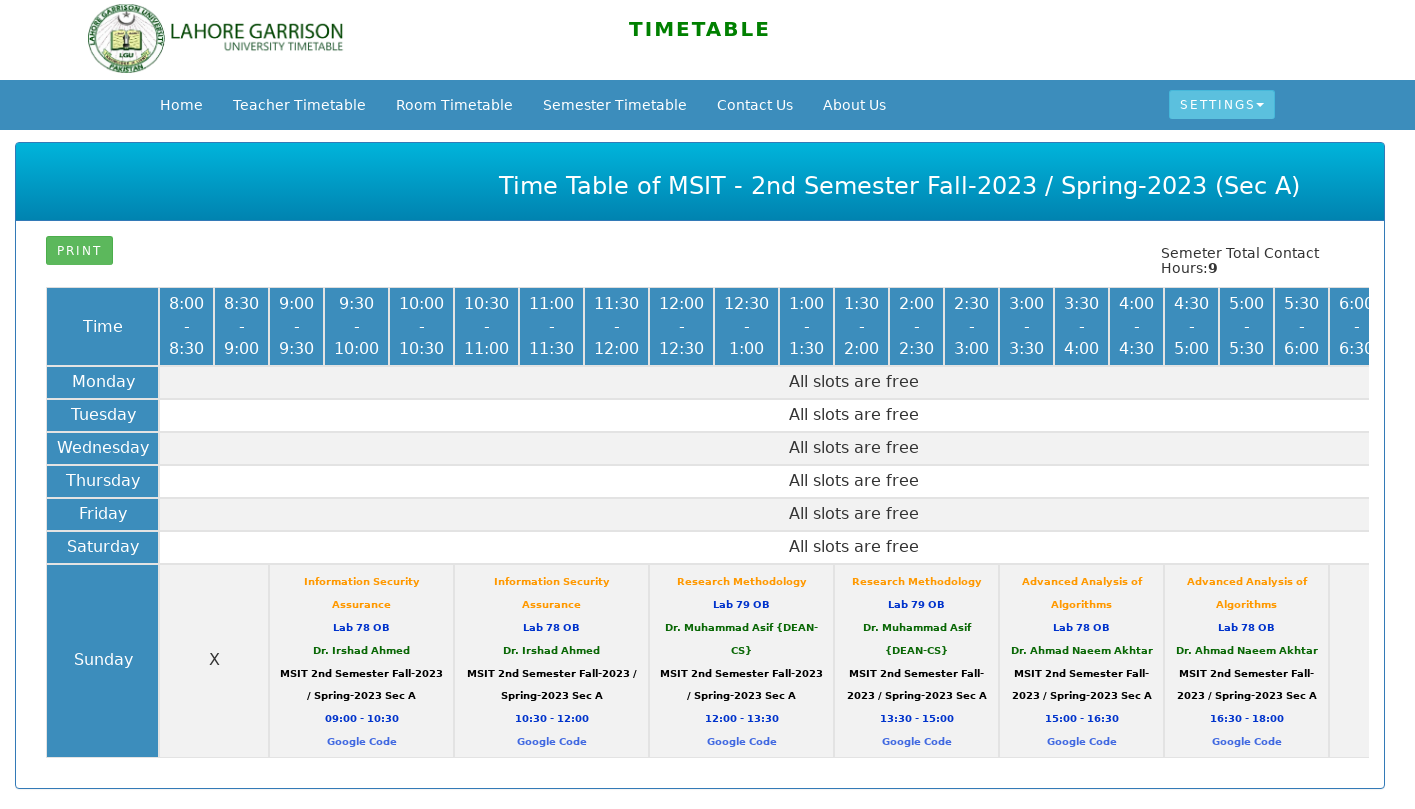 LAHORE GARRISON
UNIVERSITY TIMETABLE
LGU
PAKISTAN
TIMETABLE
Home Teacher Timetable Room Timetable Semester Timetable Contact Us About Us SETTINGS
Time Table of MSIT - 2nd Semester Fall-2023 / Spring-2023 (Sec A)
PRINT
Semeter Total Contact
Hours:9
Time 8:00 - 8:30 8:30 - 9:00 9:00 - 9:30 9:30 - 10:00 10:00 - 10:30 10:30 - 11:00 11:00 - 11:30 11:30 - 12:00 12:00 - 12:30 12:30 - 1:00 1:00 - 1:30 1:30 - 2:00 2:00 - 2:30 2:30 - 3:00 3:00 - 3:30 3:30 - 4:00 4:00 - 4:30 4:30 - 5:00 5:00 - 5:30 5:30 - 6:00 6:00 - 6:30
Monday All slots are free
Tuesday All slots are free
Wednesday All slots are free
Thursday All slots are free
Friday All slots are free
Saturday All slots are free
Sunday X
Information Security
Assurance
Lab 78 OB
Dr. Irshad Ahmed
MSIT 2nd Semester Fall-2023
/ Spring-2023 Sec A
09:00 - 10:30
Google Code
Information Security
Assurance
Lab 78 OB
Dr. Irshad Ahmed
MSIT 2nd Semester Fall-2023 /
Spring-2023 Sec A
10:30 - 12:00
Google Code
Research Methodology
Lab 79 OB
Dr. Muhammad Asif {DEAN-
CS}
MSIT 2nd Semester Fall-2023
/ Spring-2023 Sec A
12:00 - 13:30
Google Code
Research Methodology
Lab 79 OB
Dr. Muhammad Asif
{DEAN-CS}
MSIT 2nd Semester Fall-
2023 / Spring-2023 Sec A
13:30 - 15:00
Google Code
Advanced Analysis of
Algorithms
Lab 78 OB
Dr. Ahmad Naeem Akhtar
MSIT 2nd Semester Fall-
2023 / Spring-2023 Sec A
15:00 - 16:30
Google Code
Advanced Analysis of
Algorithms
Lab 78 OB
Dr. Ahmad Naeem Akhtar
MSIT 2nd Semester Fall-
2023 / Spring-2023 Sec A
16:30 - 18:00
Google Code